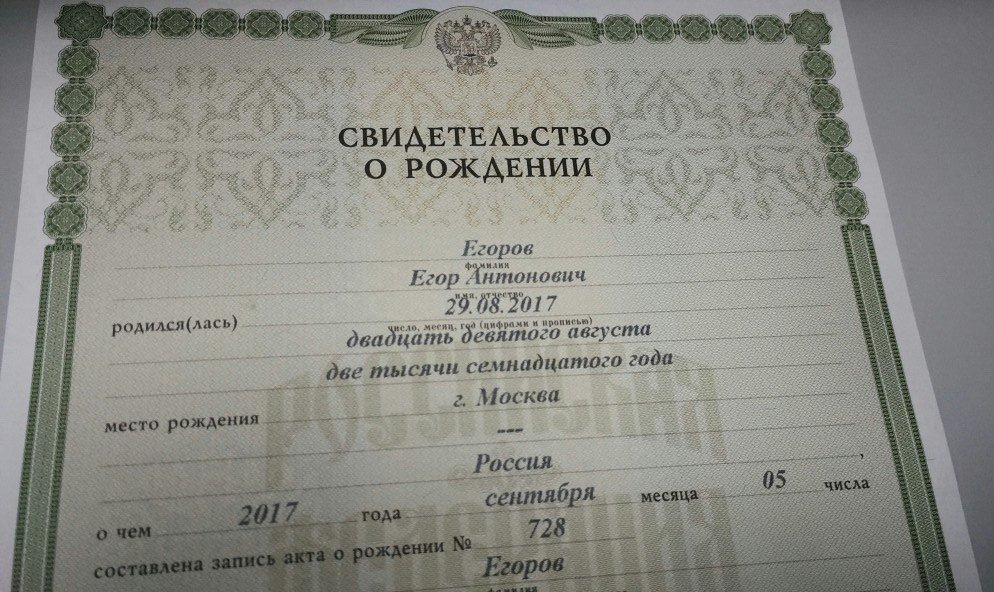 СВИДЕТЕЛЬСТВО
О РОЖДЕНИИ
Егоров
фамилия
Егор Антонович
имя, отчество
родился(лась) 29.08.2017
число, месяц, год (цифрами и прописью)
двадцать девятого августа
две тысячи семнадцатого года
место рождения г. Москва
---
Россия ,
о чем 2017 года сентября месяца 05 числа
составлена запись акта о рождении № 728
Егоров
фамилия